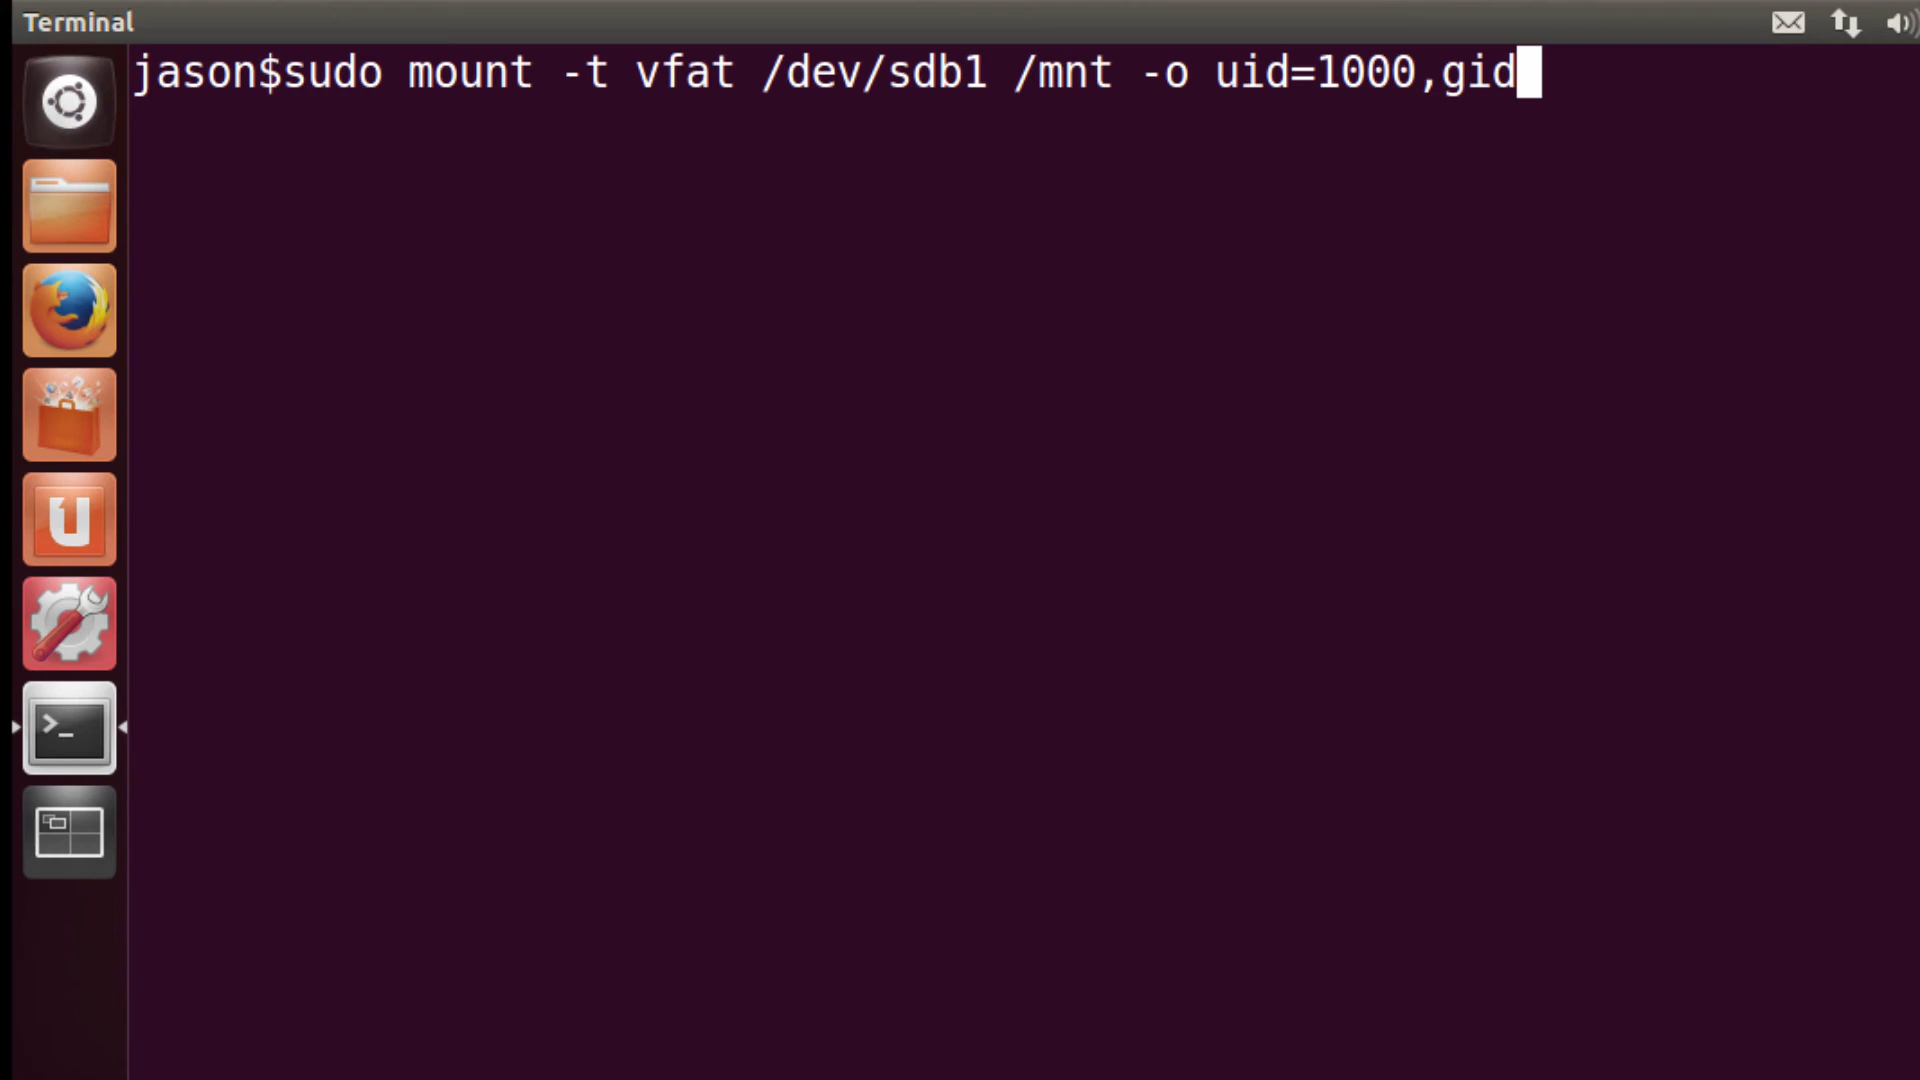 Terminal
jason$sudo mount -t vfat /dev/sdb1 /mnt -o uid=1000,gid